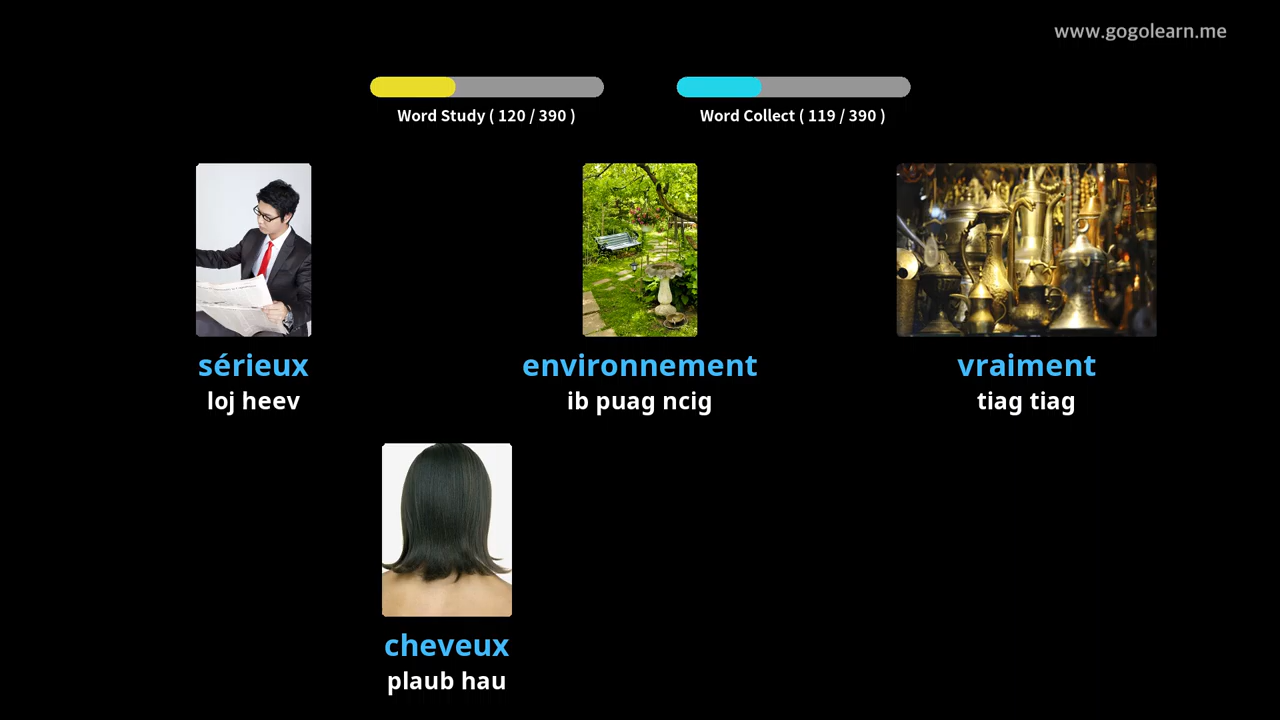 www.gogolearn.me
Word Study ( 120 / 390 )
Word Collect ( 119 / 390 )
sérieux
loj heev
environnement
ib puag ncig
vraiment
tiag tiag
cheveux
plaub hau